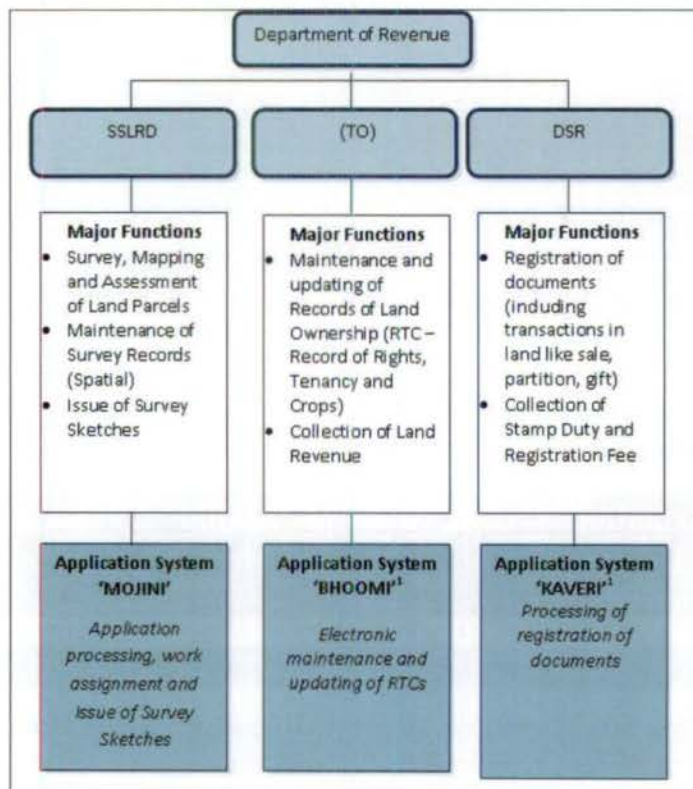 Department of Revenue
SSLRD
(TO)
DSR
Major Functions
• Survey, Mapping
and Assessment
of Land Parcels
• Maintenance of
Survey Records
(Spatial)
• Issue of Survey
Sketches
Major Functions
• Maintenance and
updating of
Records of Land
Ownership (RTC –
Record of Rights,
Tenancy and
Crops)
• Collection of Land
Revenue
Major Functions
• Registration of
documents
(including
transactions in
land like sale,
partition, gift)
• Collection of
Stamp Duty and
Registration Fee
Application System
‘MOJINI’
Application
processing, work
assignment and
Issue of Survey
Sketches
Application System
‘BHOOMI’¹
Electronic
maintenance and
updating of RTCs
Application System
‘KAVERI’¹
Processing of
registration of
documents